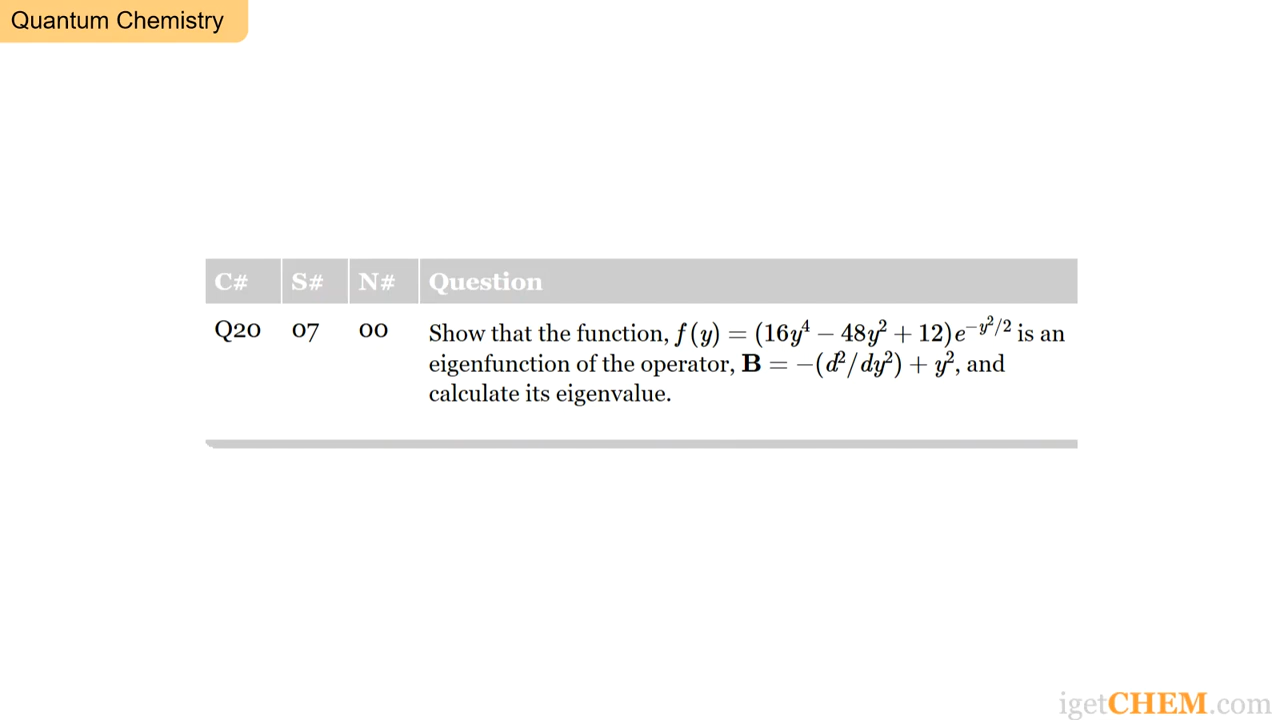 Quantum Chemistry
C# S# N# Question
Q20 07 00 Show that the function, f(y) = (16y⁴ − 48y² + 12)e^{−y²/2} is an
eigenfunction of the operator, B = −(d²/dy²) + y², and
calculate its eigenvalue.
igetCHEM.com